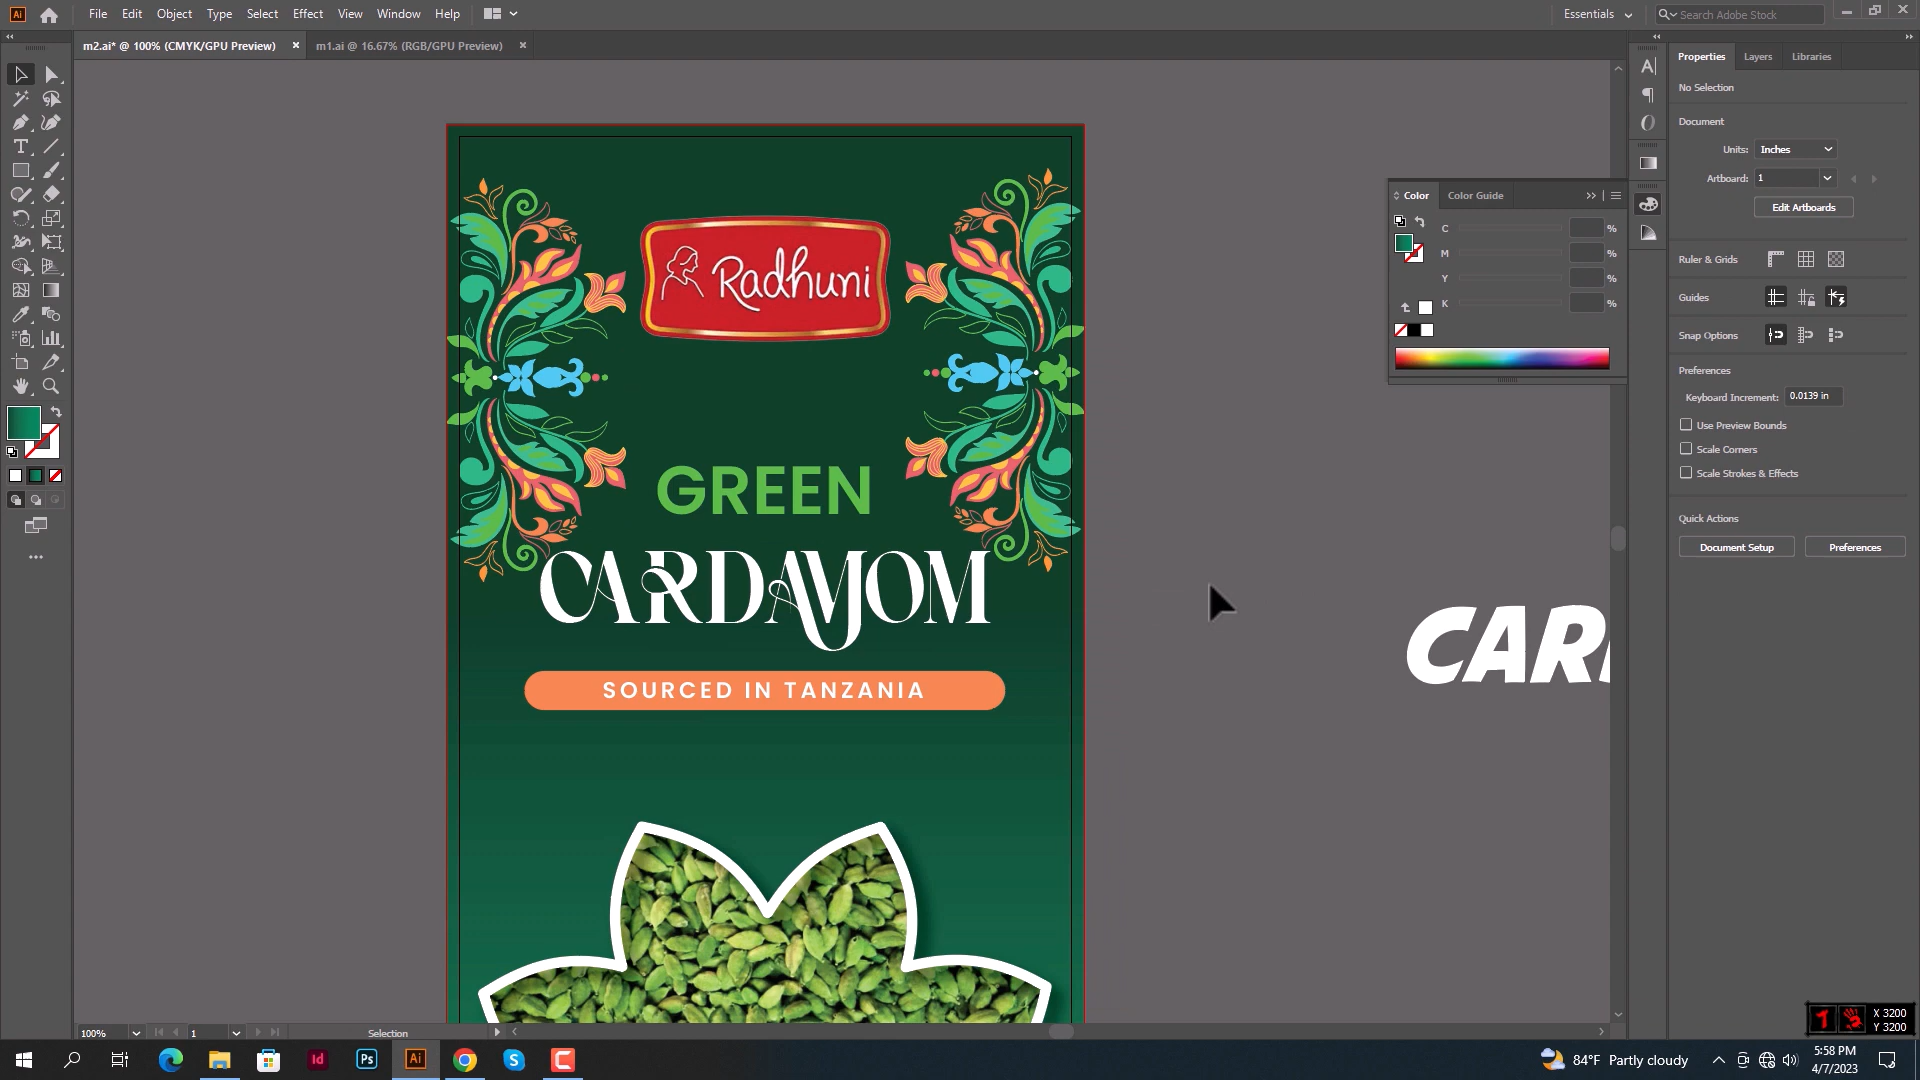 Ai File Edit Object Type Select Effect View Window Help Essentials Search Adobe Stock
m2.ai* @ 100% (CMYK/GPU Preview) × m1.ai @ 16.67% (RGB/GPU Preview) ×
Properties Layers Libraries
No Selection
Document
Units: Inches
Artboard: 1
Edit Artboards
Color Color Guide
C %
M %
Y %
K %
Ruler & Grids
Guides
Snap Options
Preferences
Keyboard Increment: 0.0139 in
Use Preview Bounds
Scale Corners
Scale Strokes & Effects
Quick Actions
Document Setup Preferences
Radhuni
GREEN
CARDAMOM
SOURCED IN TANZANIA
CAR
100% 1 Selection
X 3200
Y 3200
Id Ps Ai
84°F Partly cloudy
5:58 PM
4/7/2023